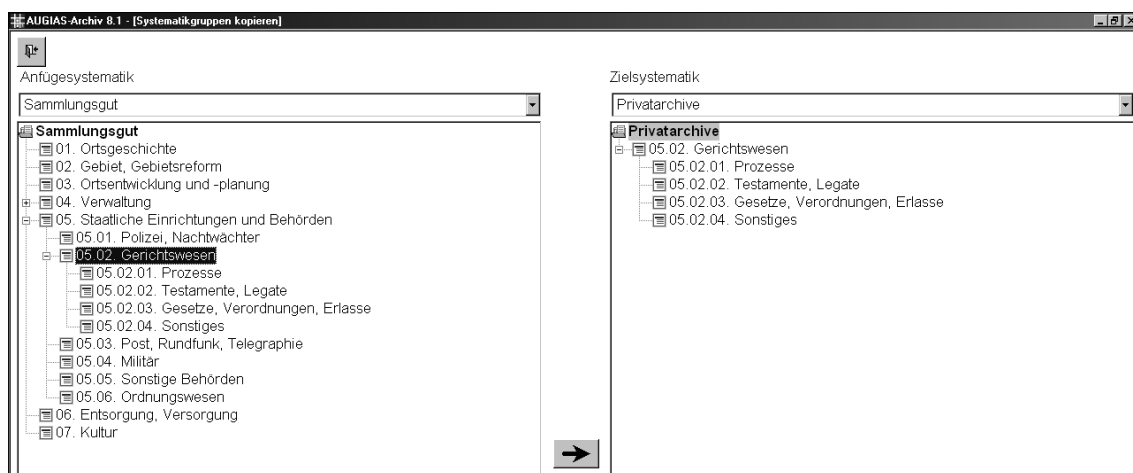 AUGIAS-Archiv 8.1 - [Systematikgruppen kopieren]
Anfügesystematik
Sammlungsgut
Sammlungsgut
01. Ortsgeschichte
02. Gebiet, Gebietsreform
03. Ortsentwicklung und -planung
04. Verwaltung
05. Staatliche Einrichtungen und Behörden
05.01. Polizei, Nachtwächter
05.02. Gerichtswesen
05.02.01. Prozesse
05.02.02. Testamente, Legate
05.02.03. Gesetze, Verordnungen, Erlasse
05.02.04. Sonstiges
05.03. Post, Rundfunk, Telegraphie
05.04. Militär
05.05. Sonstige Behörden
05.06. Ordnungswesen
06. Entsorgung, Versorgung
07. Kultur
Zielsystematik
Privatarchive
Privatarchive
05.02. Gerichtswesen
05.02.01. Prozesse
05.02.02. Testamente, Legate
05.02.03. Gesetze, Verordnungen, Erlasse
05.02.04. Sonstiges